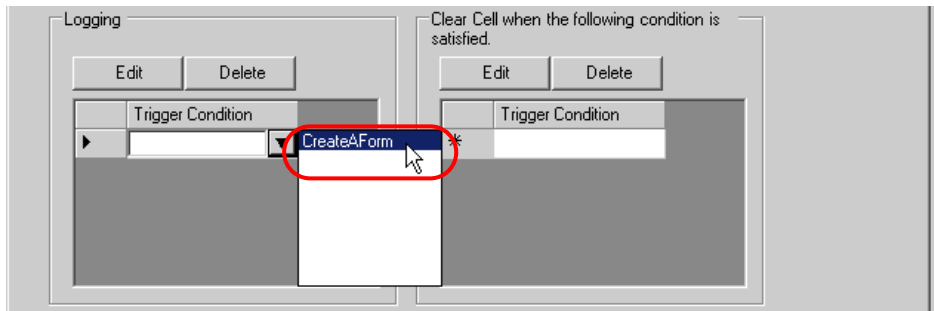 Logging
Edit Delete
Trigger Condition
CreateAForm
Clear Cell when the following condition is
satisfied.
Edit Delete
Trigger Condition
*